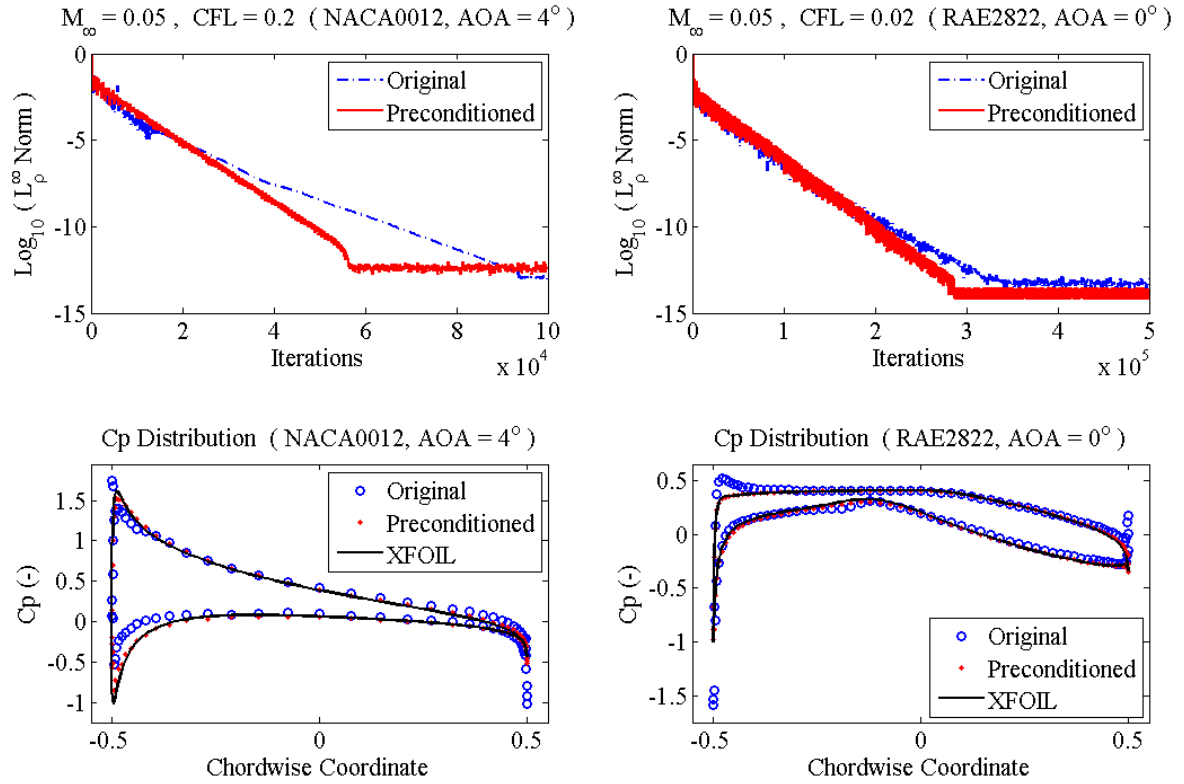 M∞ = 0.05 , CFL = 0.2 ( NACA0012, AOA = 4° )
0
-5
-10
-15
Log10 ( Lρ∞ Norm )
Original
Preconditioned
0
2
4
6
8
10
x 10^4
Iterations
M∞ = 0.05 , CFL = 0.02 ( RAE2822, AOA = 0° )
0
-5
-10
-15
Log10 ( Lρ∞ Norm )
Original
Preconditioned
0
1
2
3
4
5
x 10^5
Iterations
Cp Distribution ( NACA0012, AOA = 4° )
1.5
1
0.5
0
-0.5
-1
Cp (-)
Original
Preconditioned
XFOIL
-0.5
0
0.5
Chordwise Coordinate
Cp Distribution ( RAE2822, AOA = 0° )
0.5
0
-0.5
-1
-1.5
Cp (-)
Original
Preconditioned
XFOIL
-0.5
0
0.5
Chordwise Coordinate